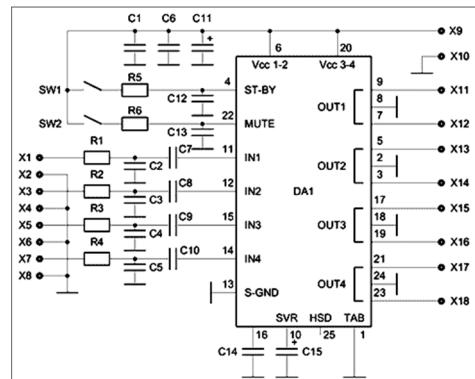 C1 C6 C11
+
X9
6 20
Vcc 1-2 Vcc 3-4
X10
SW1 R5 4 ST-BY
9 X11
C12
OUT1 8
SW2 R6 22 MUTE
7 X12
C13
R1 C7 11 IN1
X1
5 X13
X2 C2
OUT2 2
R2 C8 12 IN2 DA1
X3
3 X14
X4 C3
R3 C9 15 IN3
17 X15
X5
OUT3 18
X6 C4
19 X16
R4 C10 14 IN4
X7
21 X17
X8 C5
OUT4 24
13 S-GND
23 X18
SVR HSD TAB
16 10 25 1
C14 + C15